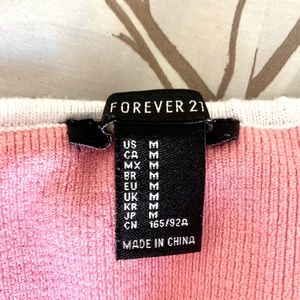 FOREVER 21
US M
CA M
MX M
BR M
EU M
UK M
KR M
JP M
CN 165/92A
MADE IN CHINA